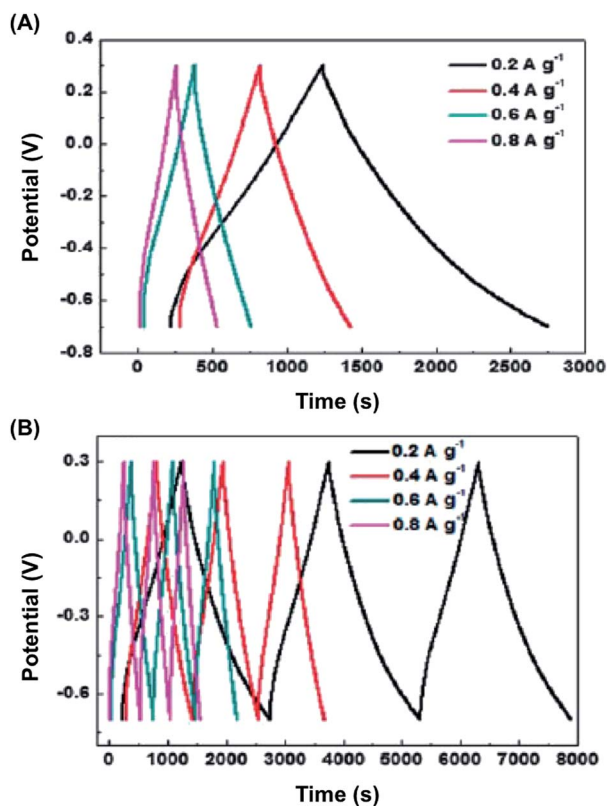 (A)
0.4
0.2 A g⁻¹
0.4 A g⁻¹
0.6 A g⁻¹
0.8 A g⁻¹
0.2
0.0
-0.2
-0.4
-0.6
-0.8
Potential (V)
0 500 1000 1500 2000 2500 3000
Time (s)
(B)
0.2 A g⁻¹
0.4 A g⁻¹
0.6 A g⁻¹
0.8 A g⁻¹
0.3
0.0
-0.3
-0.6
Potential (V)
0 1000 2000 3000 4000 5000 6000 7000 8000
Time (s)